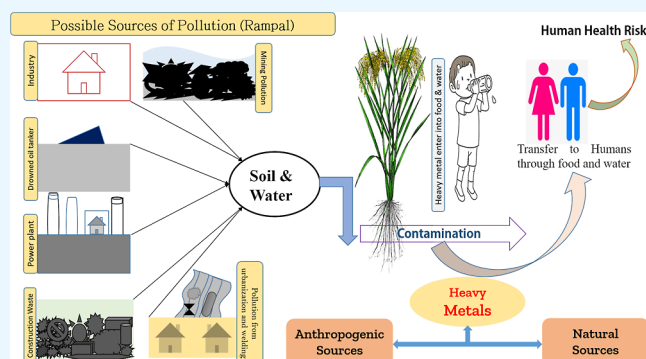 Possible Sources of Pollution (Rampal)
Industry
Mining Pollution
Drowned oil tanker
Power plant
Construction Waste
Pollution from
urbanization and welding
Soil &
Water
Heavy metal enter into food & water
Contamination
Human Health Risk
Transfer to Humans
through food and water
Heavy
Metals
Anthropogenic
Sources
Natural
Sources